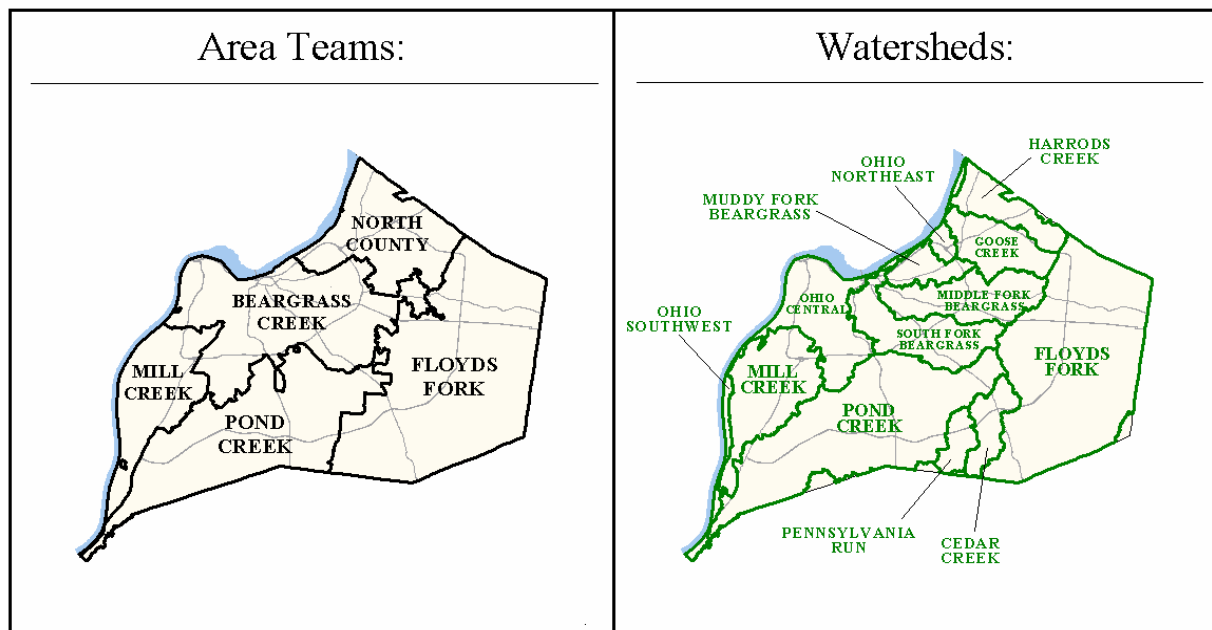 Area Teams:
NORTH
COUNTY
BEARGRASS
CREEK
MILL
CREEK
FLOYDS
FORK
POND
CREEK
Watersheds:
HARRODS
CREEK
OHIO
NORTHEAST
MUDDY FORK
BEARGRASS
GOOSE
CREEK
MIDDLE FORK
BEARGRASS
OHIO
CENTRAL
OHIO
SOUTHWEST
SOUTH FORK
BEARGRASS
FLOYDS
FORK
MILL
CREEK
POND
CREEK
PENNSYLVANIA
RUN
CEDAR
CREEK